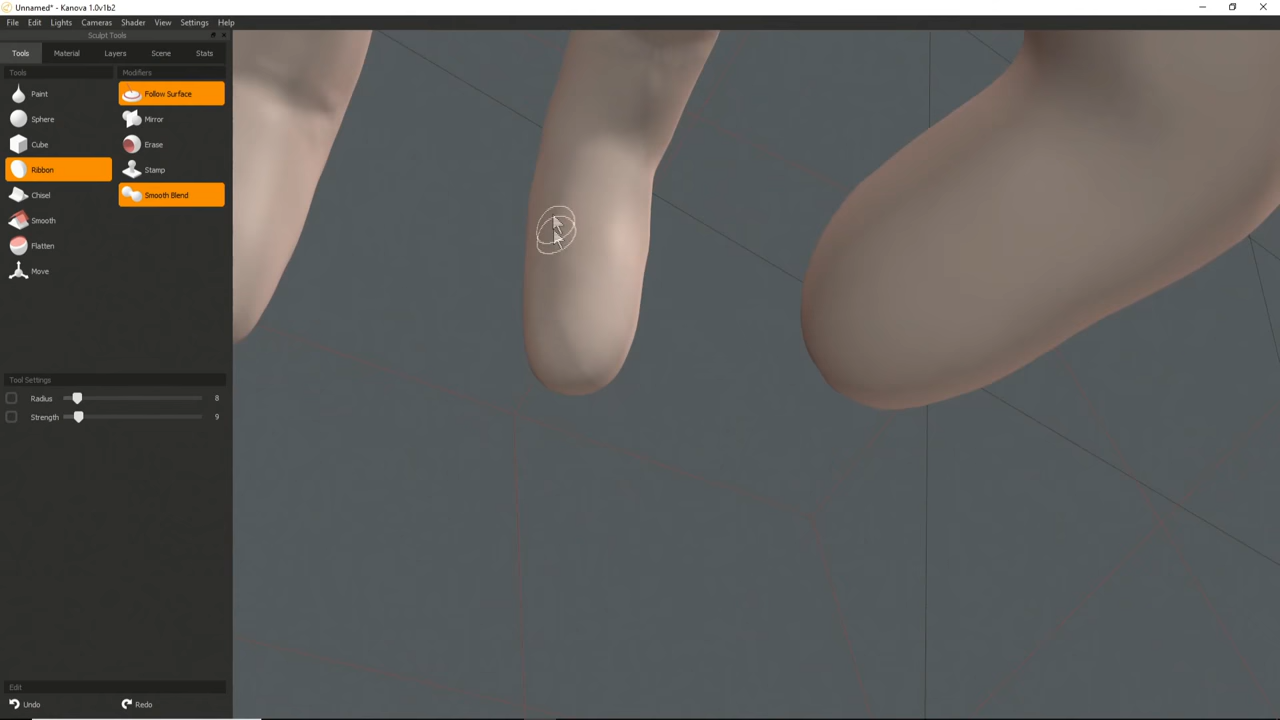 Unnamed* - Kanova 1.0v1b2
File Edit Lights Cameras Shader View Settings Help
Sculpt Tools
Tools Material Layers Scene Stats
Tools Modifiers
Paint Follow Surface
Sphere Mirror
Cube Erase
Ribbon Stamp
Chisel Smooth Blend
Smooth
Flatten
Move
Tool Settings
Radius 8
Strength 9
Edit
Undo Redo